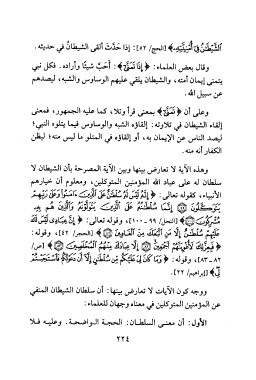 ٱلشَّيْطَٰنُ فِىٓ أُمْنِيَّتِهِۦ﴾ [الحج/ ٥٢]: إذا حدَّث ألقى الشيطانُ في حديثه.
وقال بعض العلماء: ﴿إِذَا تَمَنَّىٰٓ﴾: أَحَبَّ شيئًا وأراده. فكل نبي
يتمنى إيمان أمته، والشيطان يلقي عليهم الوساوس والشبه، ليصدهم
عن سبيل الله.
وعلى أن ﴿تَمَنَّىٰٓ﴾ بمعنى قرأ وتلا، كما عليه الجمهور، فمعنى
إلقاء الشيطان في تلاوته: إلقاؤه الشبه والوساوس فيما يتلوه النبي؛
ليصد الناس عن الإيمان به، أو إلقاؤه في المتلو ما ليس منه؛ ليظن
الكفار أنه منه.
وهذه الآية لا تعارض بينها وبين الآية المصرحة بأن الشيطان لا
سلطان له على عباد الله المؤمنين المتوكلين، ومعلوم أن خيارهم
الأنبياء، كقوله تعالى: ﴿إِنَّهُۥ لَيْسَ لَهُۥ سُلْطَٰنٌ عَلَى ٱلَّذِينَ ءَامَنُوا۟ وَعَلَىٰ رَبِّهِمْ
يَتَوَكَّلُونَ ۝ إِنَّمَا سُلْطَٰنُهُۥ عَلَى ٱلَّذِينَ يَتَوَلَّوْنَهُۥ وَٱلَّذِينَ هُم بِهِۦ
مُشْرِكُونَ ۝﴾ [النحل/ ٩٩ - ١٠٠]، وقوله تعالى: ﴿إِنَّ عِبَادِى لَيْسَ لَكَ
عَلَيْهِمْ سُلْطَٰنٌ إِلَّا مَنِ ٱتَّبَعَكَ مِنَ ٱلْغَاوِينَ ۝﴾ [الحجر/ ٤٢]، وقوله:
﴿فَبِعِزَّتِكَ لَأُغْوِيَنَّهُمْ أَجْمَعِينَ ۝ إِلَّا عِبَادَكَ مِنْهُمُ ٱلْمُخْلَصِينَ ۝﴾ [ص/
٨٢ - ٨٣]، وقوله: ﴿وَمَا كَانَ لِىَ عَلَيْكُم مِّن سُلْطَٰنٍ إِلَّآ أَن دَعَوْتُكُمْ فَٱسْتَجَبْتُمْ
لِى﴾ [إبراهيم/ ٢٢].
ووجه كون الآيات لا تعارض بينها: أن سلطان الشيطان المنفي
عن المؤمنين المتوكلين في معناه وجهان للعلماء:
الأول: أن معنى السلطان: الحجة الواضحة. وعليه فلا
٢٢٤